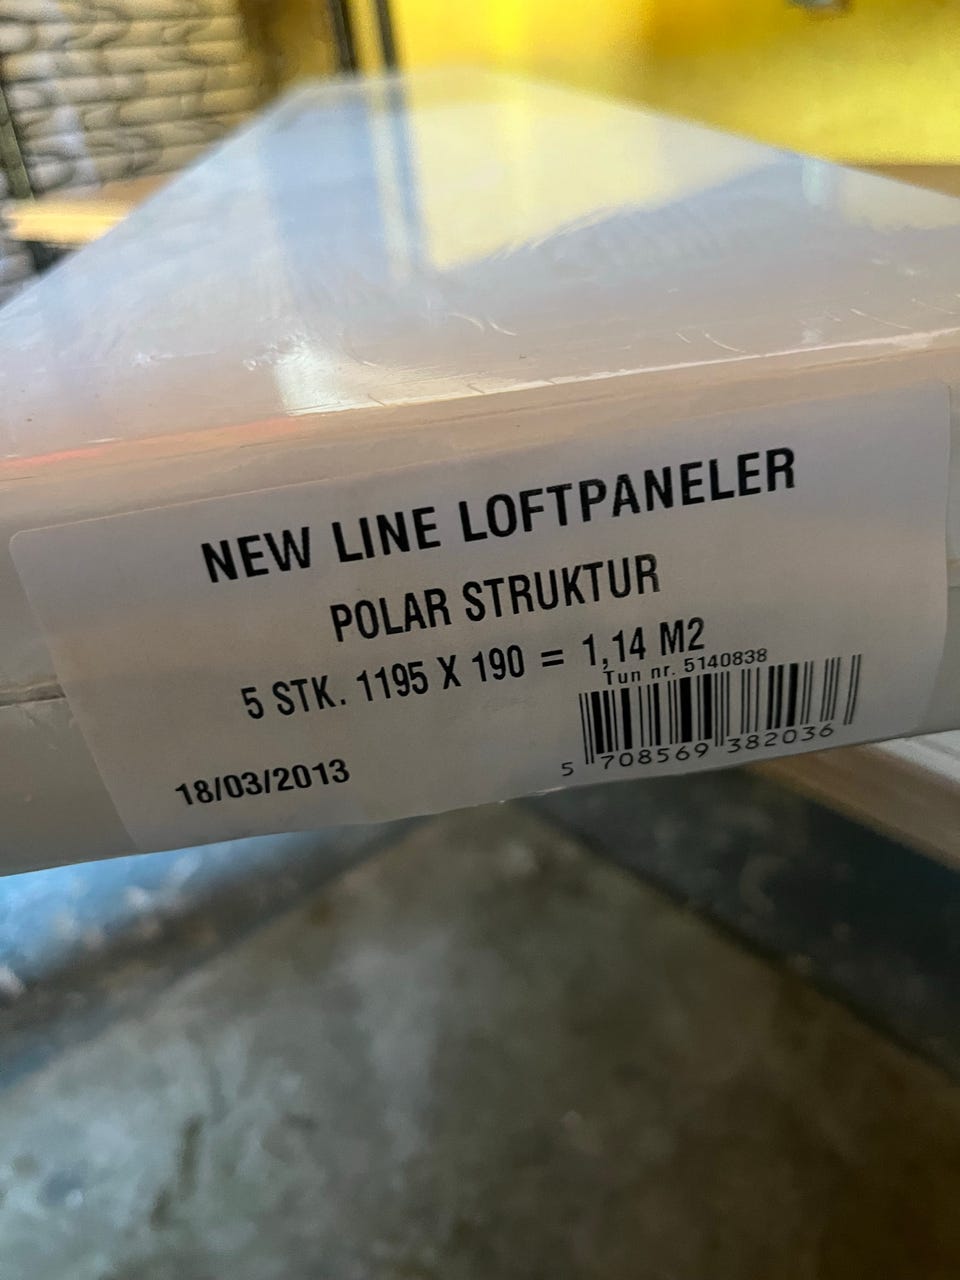 NEW LINE LOFTPANELER
POLAR STRUKTUR
5 STK. 1195 X 190 = 1,14 M2
Tun nr. 5140838
5 708569 382036
18/03/2013